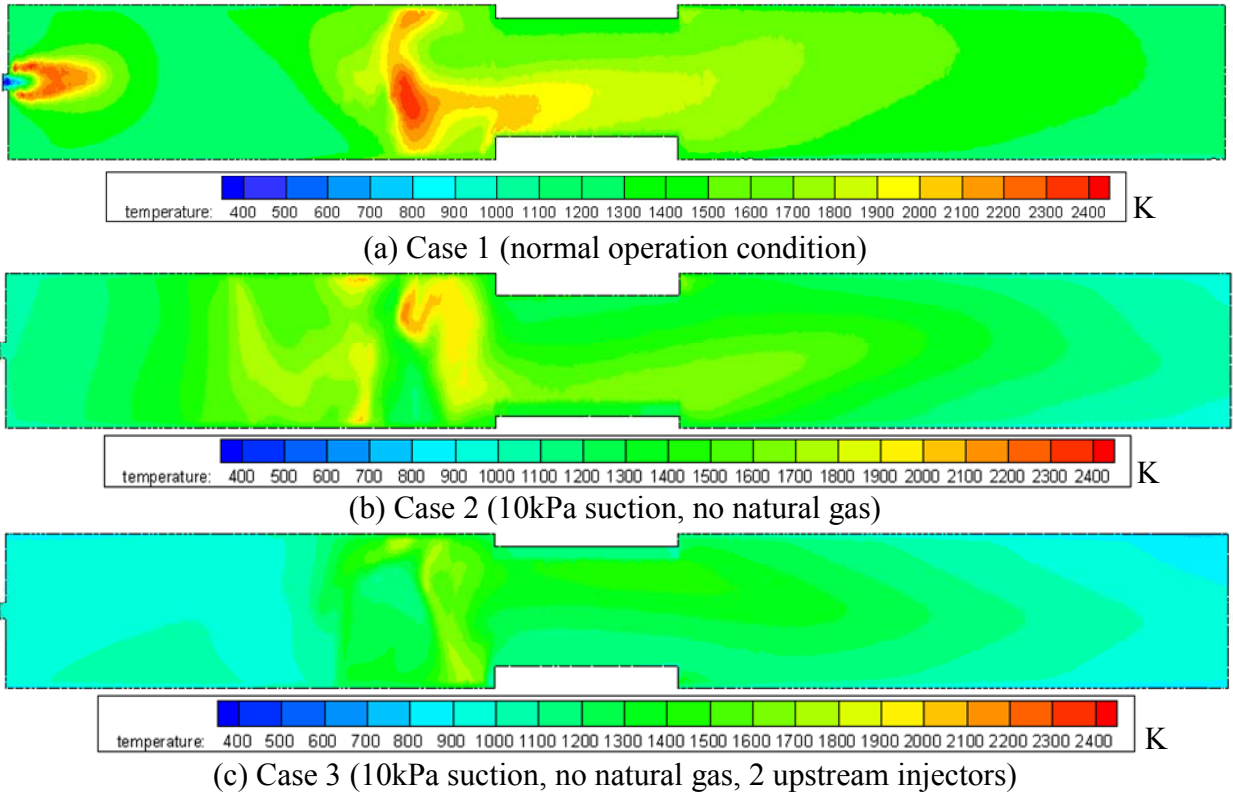 temperature: 400 500 600 700 800 900 1000 1100 1200 1300 1400 1500 1600 1700 1800 1900 2000 2100 2200 2300 2400 K
(a) Case 1 (normal operation condition)
temperature: 400 500 600 700 800 900 1000 1100 1200 1300 1400 1500 1600 1700 1800 1900 2000 2100 2200 2300 2400 K
(b) Case 2 (10kPa suction, no natural gas)
temperature: 400 500 600 700 800 900 1000 1100 1200 1300 1400 1500 1600 1700 1800 1900 2000 2100 2200 2300 2400 K
(c) Case 3 (10kPa suction, no natural gas, 2 upstream injectors)